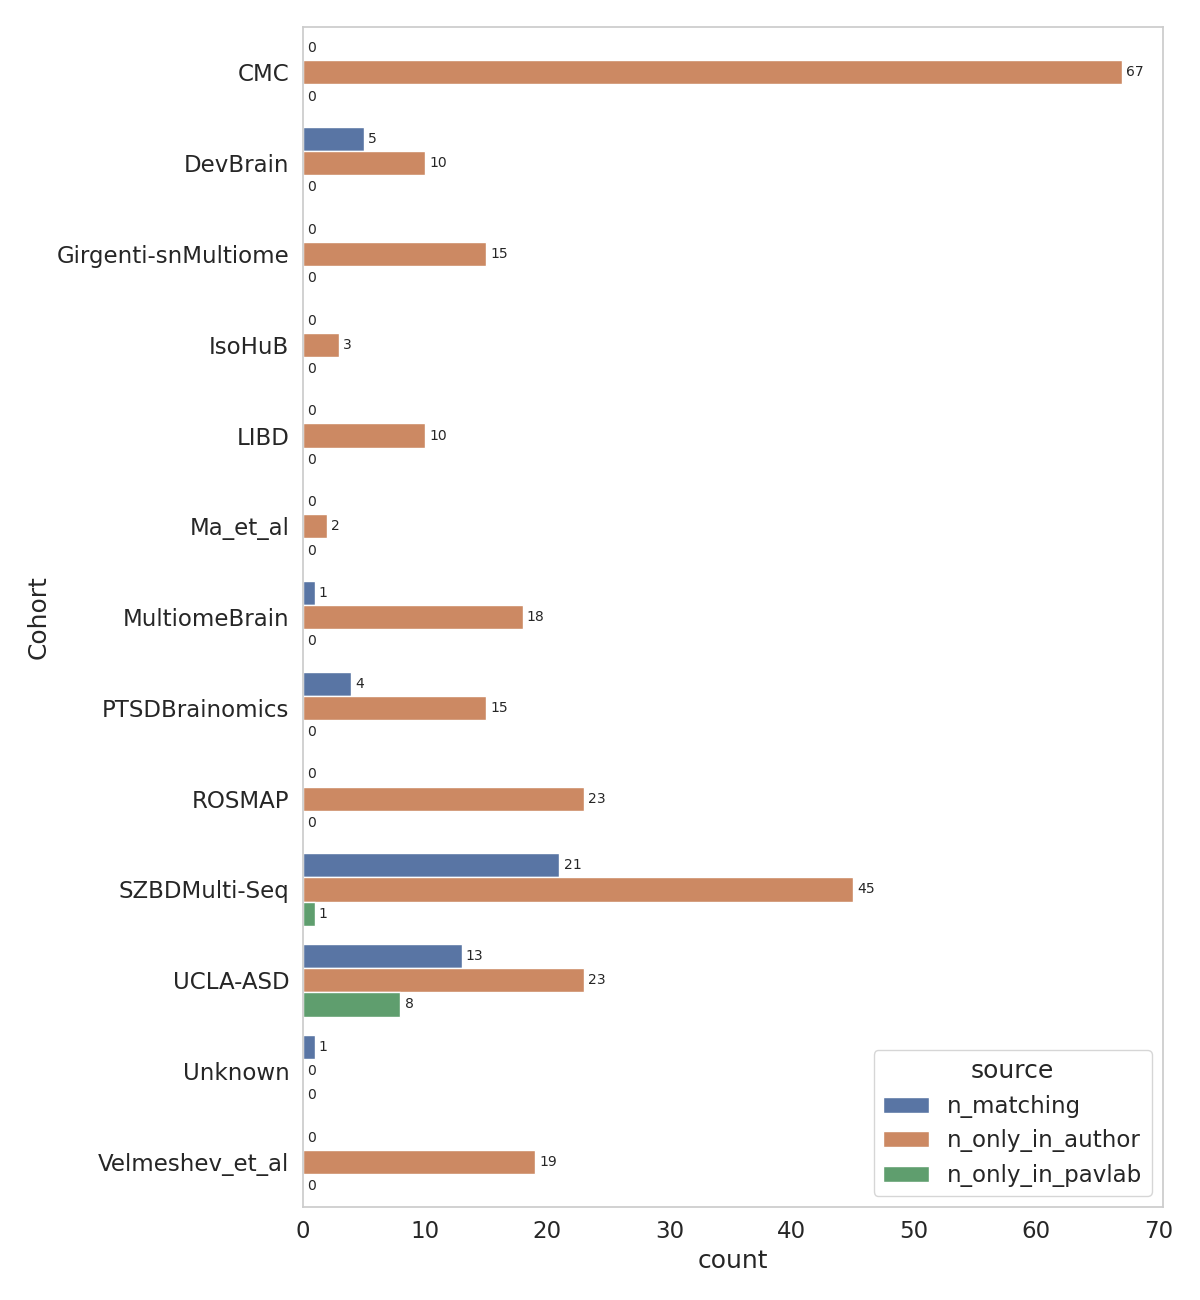 0
CMC 67
0
5
DevBrain 10
0
0
Girgenti-snMultiome 15
0
0
IsoHuB 3
0
0
LIBD 10
0
0
Ma_et_al 2
0
1
MultiomeBrain 18
0
4
PTSDBrainomics 15
0
0
ROSMAP 23
0
21
SZBDMulti-Seq 45
1
13
UCLA-ASD 23
8
1
Unknown 0
0
0
Velmeshev_et_al 19
0
Cohort
source
n_matching
n_only_in_author
n_only_in_pavlab
0 10 20 30 40 50 60 70
count